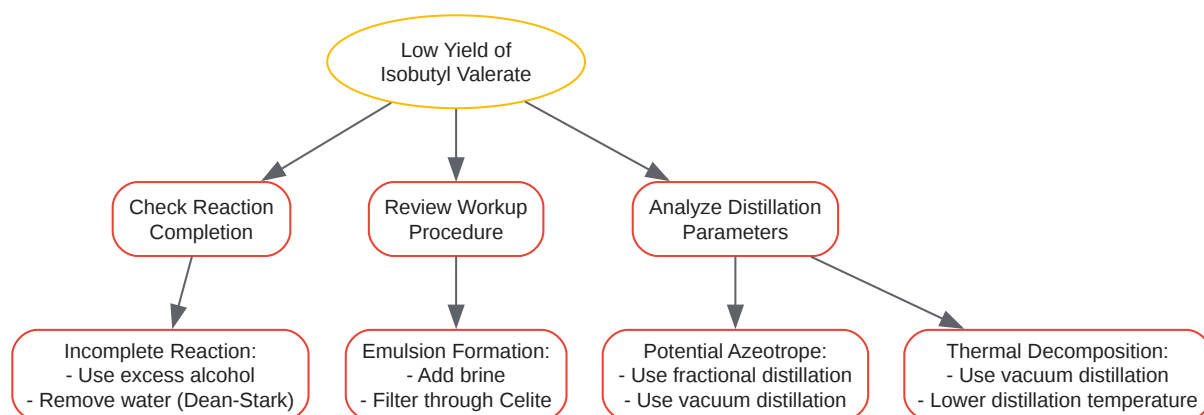 Low Yield of
Isobutyl Valerate
Check Reaction
Completion
Review Workup
Procedure
Analyze Distillation
Parameters
Incomplete Reaction:
- Use excess alcohol
- Remove water (Dean-Stark)
Emulsion Formation:
- Add brine
- Filter through Celite
Potential Azeotrope:
- Use fractional distillation
- Use vacuum distillation
Thermal Decomposition:
- Use vacuum distillation
- Lower distillation temperature